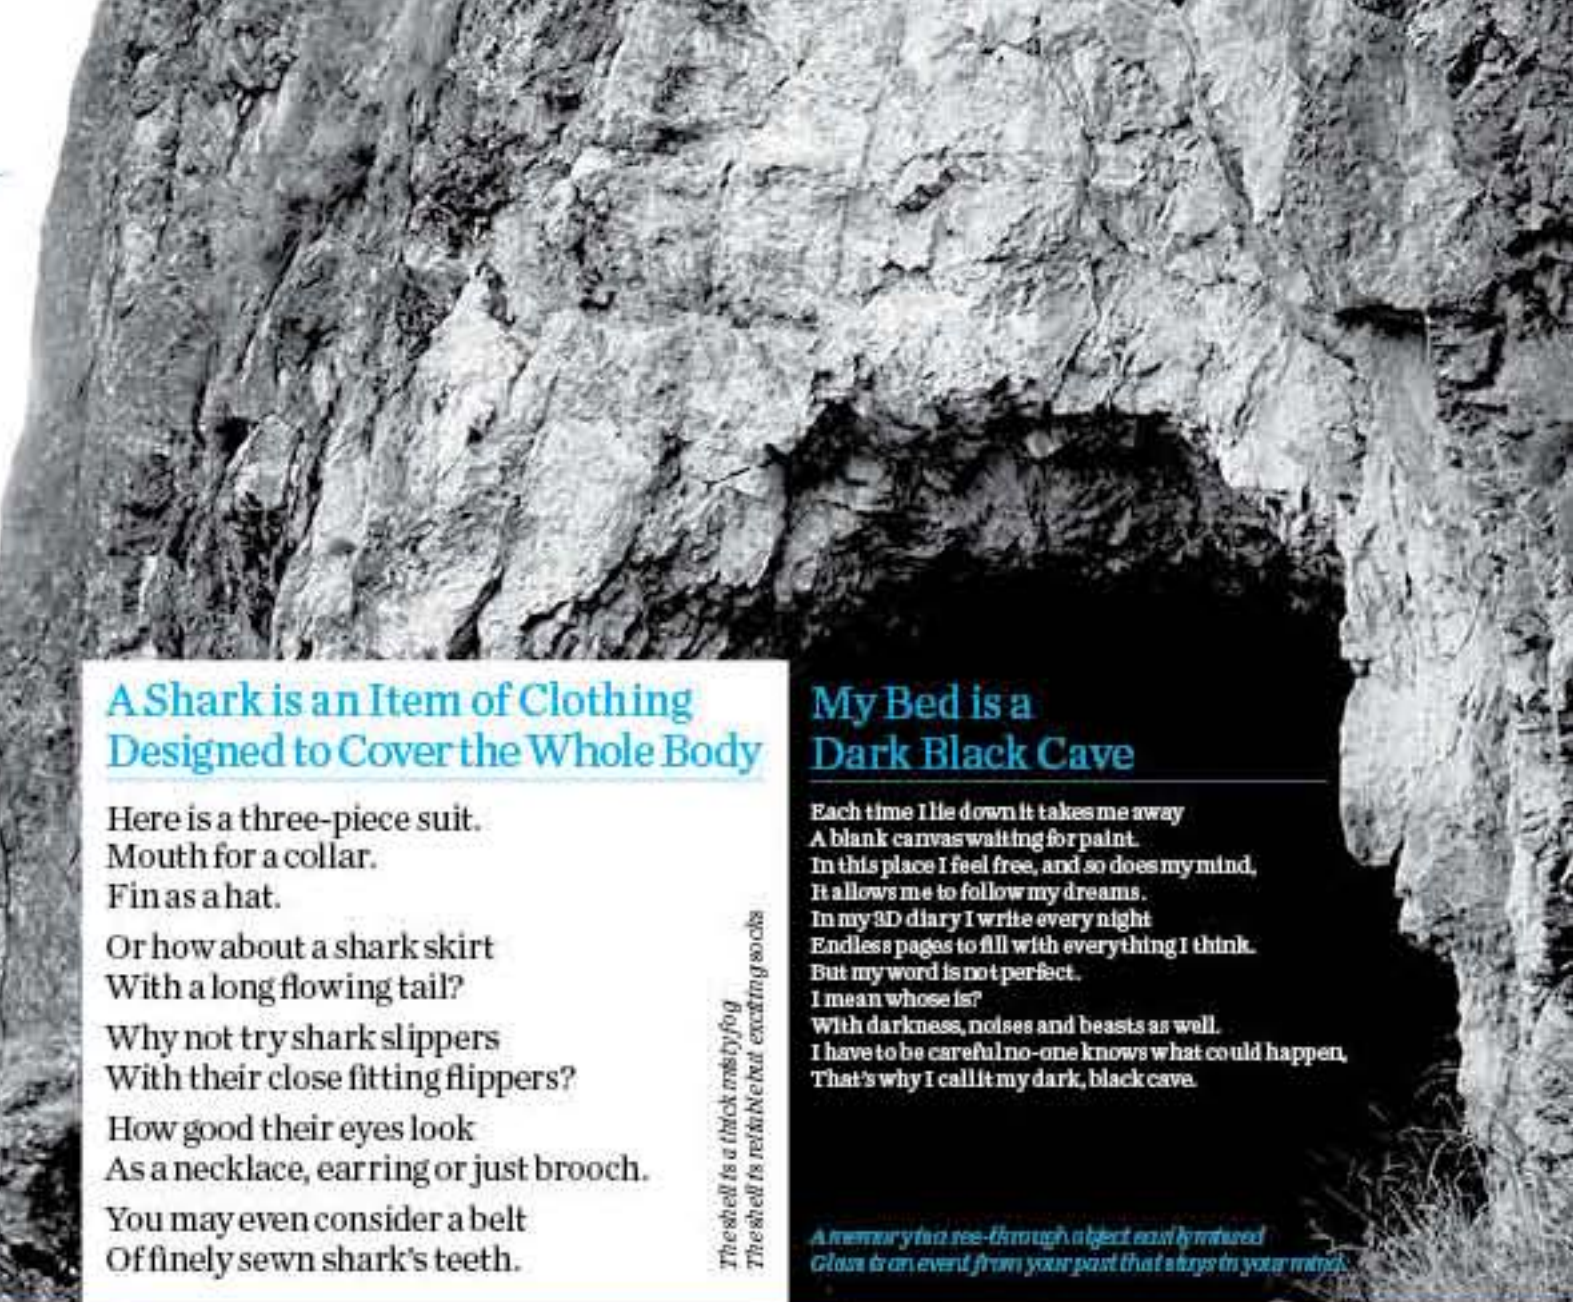 A Shark is an Item of Clothing
Designed to Cover the Whole Body
Here is a three-piece suit.
Mouth for a collar.
Fin as a hat.
Or how about a shark skirt
With a long flowing tail?
Why not try shark slippers
With their close fitting flippers?
How good their eyes look
As a necklace, earring or just brooch.
You may even consider a belt
Of finely sewn shark's teeth.
The shell is a thick misty fog
The shell is reliable but exciting socks
My Bed is a
Dark Black Cave
Each time I lie down it takes me away
A blank canvas waiting for paint.
In this place I feel free, and so does my mind,
It allows me to follow my dreams.
In my 3D diary I write every night
Endless pages to fill with everything I think.
But my word is not perfect.
I mean whose is?
With darkness, noises and beasts as well.
I have to be careful no-one knows what could happen,
That's why I call it my dark, black cave.
A memory is a see-through object easily
Glass is an event from your past that stays in your mind.